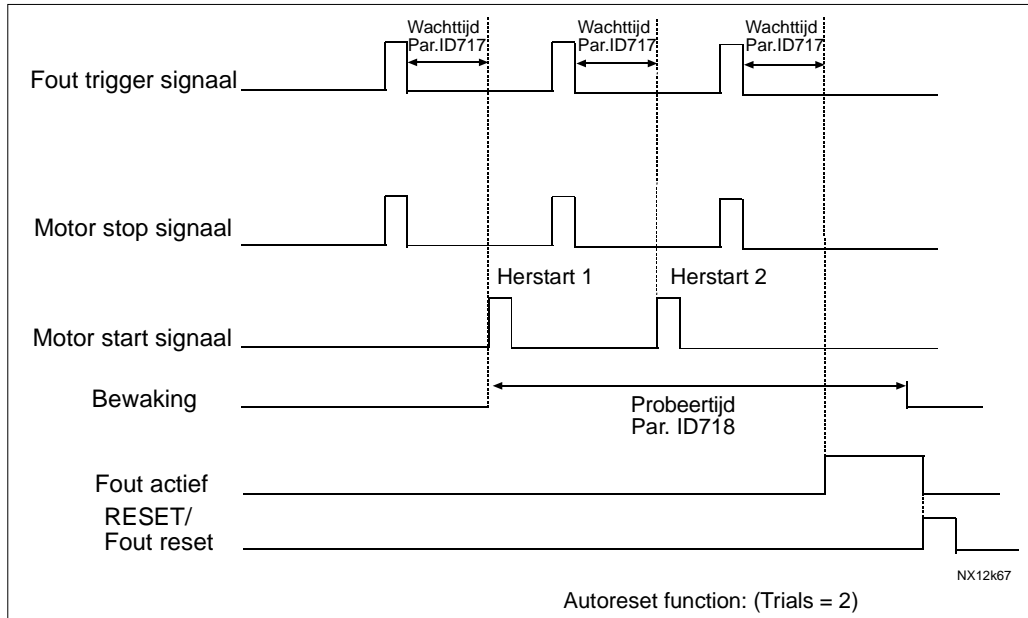 Wachttijd
Par.ID717
Wachttijd
Par.ID717
Wachttijd
Par.ID717
Fout trigger signaal
Motor stop signaal
Herstart 1
Herstart 2
Motor start signaal
Bewaking
Probeertijd
Par. ID718
Fout actief
RESET/
Fout reset
NX12k67
Autoreset function: (Trials = 2)